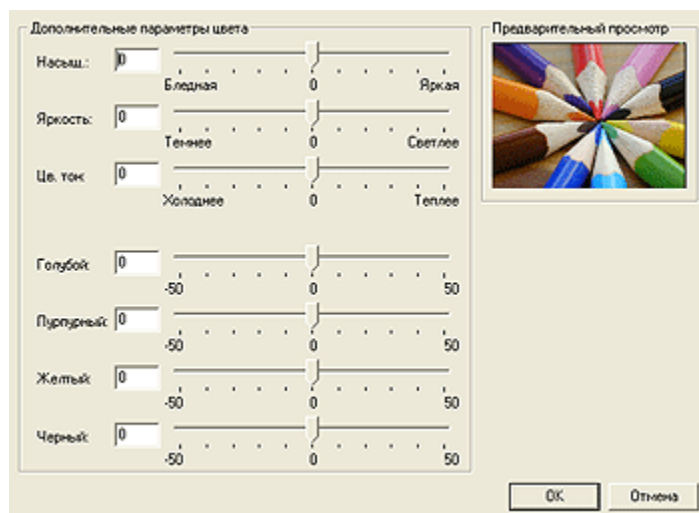 Дополнительные параметры цвета
Насыщ.: 0
Бледная 0 Яркая
Яркость: 0
Темнее 0 Светлее
Цв. тон: 0
Холоднее 0 Теплее
Голубой: 0
-50 0 50
Пурпурный: 0
-50 0 50
Желтый: 0
-50 0 50
Черный: 0
-50 0 50
Предварительный просмотр
OK Отмена